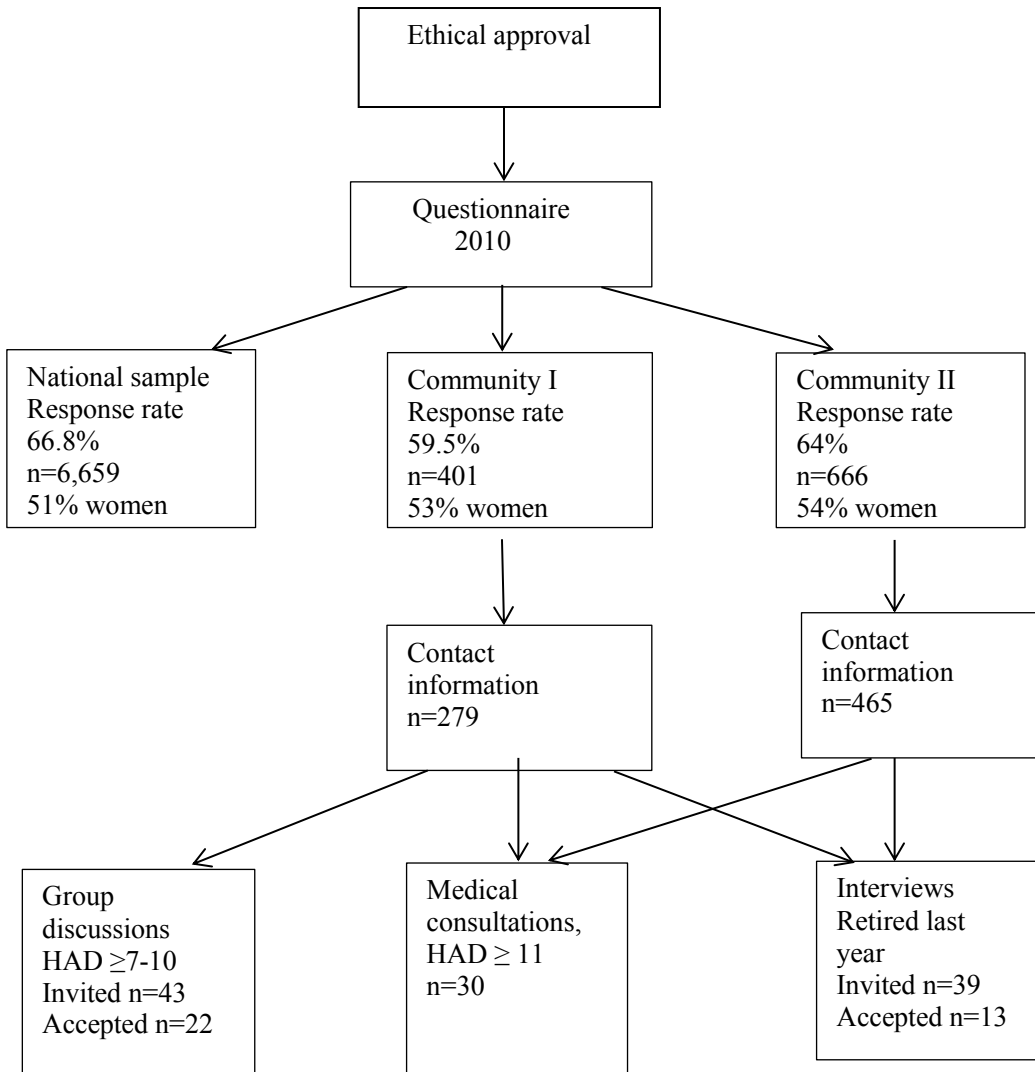 Ethical approval
Questionnaire
2010
National sample
Response rate
66.8%
n=6,659
51% women
Community I
Response rate
59.5%
n=401
53% women
Community II
Response rate
64%
n=666
54% women
Contact
information
n=279
Contact
information
n=465
Group
discussions
HAD ≥7-10
Invited n=43
Accepted n=22
Medical
consultations,
HAD ≥ 11
n=30
Interviews
Retired last
year
Invited n=39
Accepted n=13